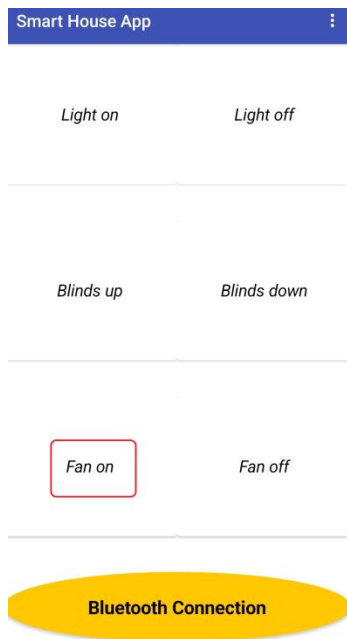 Smart House App
Light on
Light off
Blinds up
Blinds down
Fan on
Fan off
Bluetooth Connection